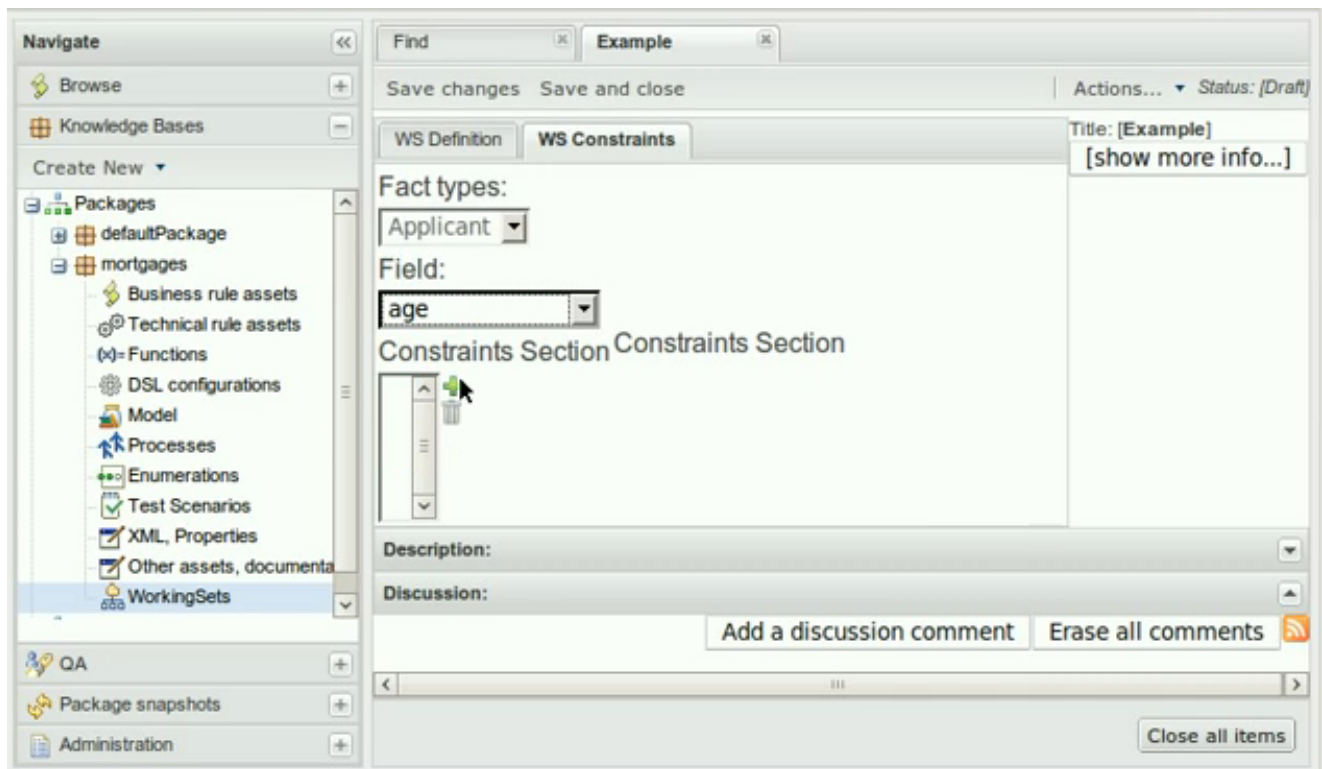 Navigate
Browse
Knowledge Bases
Create New
Packages
defaultPackage
mortgages
Business rule assets
Technical rule assets
(x)= Functions
DSL configurations
Model
Processes
Enumerations
Test Scenarios
XML, Properties
Other assets, documenta
WorkingSets
QA
Package snapshots
Administration
Find Example
Save changes Save and close Actions... Status: [Draft]
WS Definition WS Constraints
Title: [Example]
[show more info...]
Fact types:
Applicant
Field:
age
Constraints Section Constraints Section
Description:
Discussion:
Add a discussion comment Erase all comments
Close all items